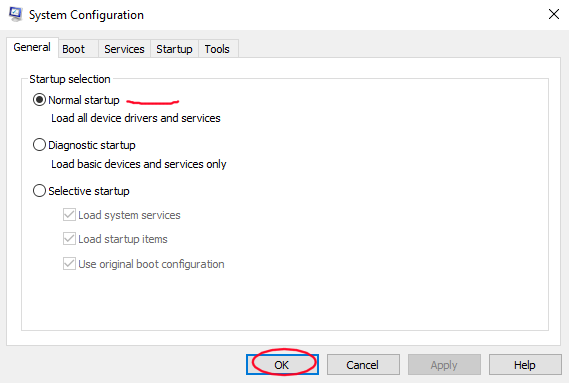 System Configuration
General Boot Services Startup Tools
Startup selection
Normal startup
Load all device drivers and services
Diagnostic startup
Load basic devices and services only
Selective startup
Load system services
Load startup items
Use original boot configuration
OK Cancel Apply Help